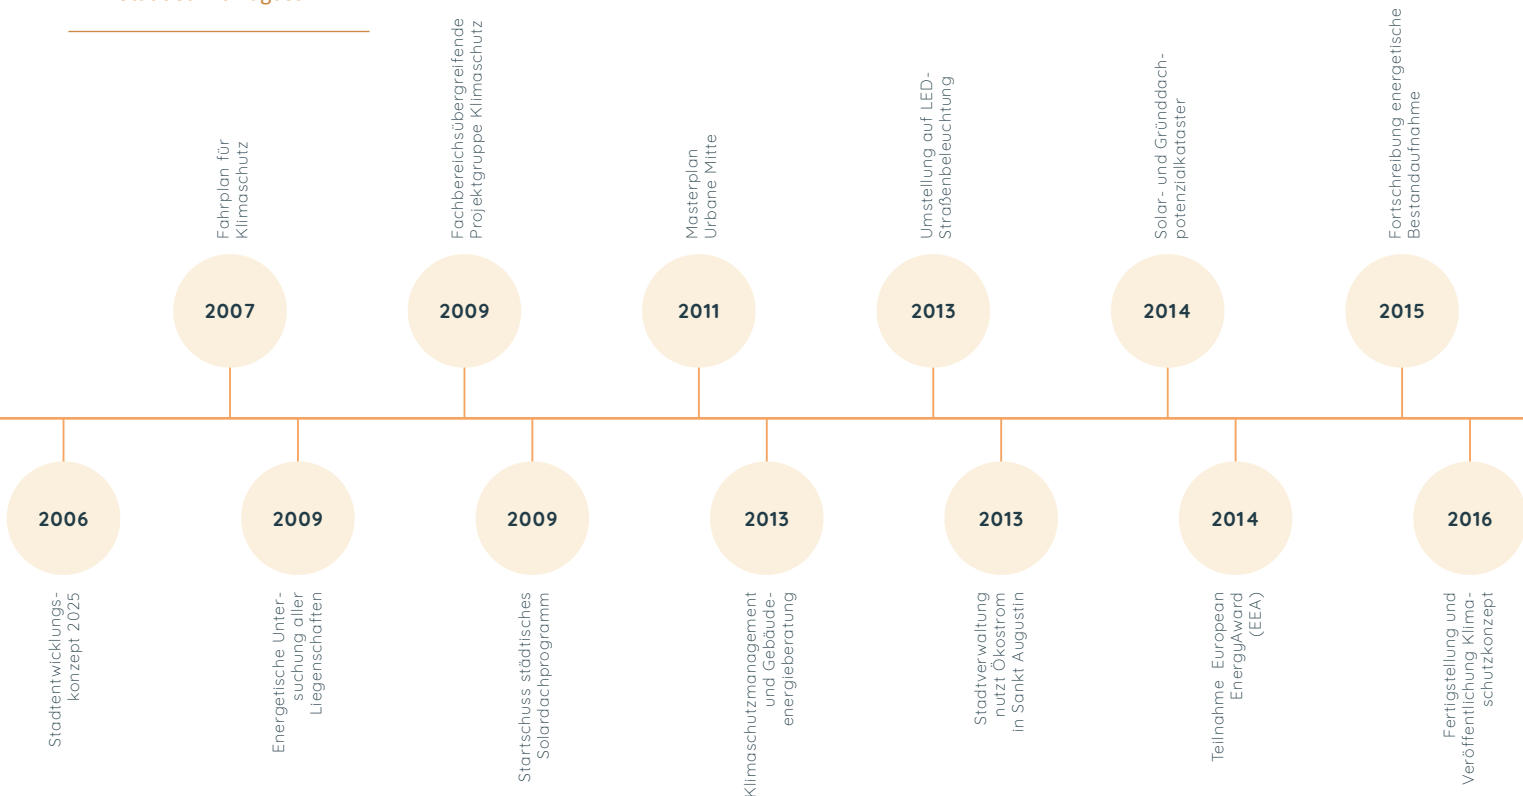 Fahrplan für
Klimaschutz
2007
Fachbereichsübergreifende
Projektgruppe Klimaschutz
2009
Masterplan
Urbane Mitte
2011
Umstellung auf LED-
Straßenbeleuchtung
2013
Solar- und Gründdach-
potenzialkataster
2014
Fortschreibung energetische
Bestandaufnahme
2015
2006
Stadtentwicklungs-
konzept 2025
2009
Energetische Unter-
suchung aller
Liegenschaften
2009
Startschuss städtisches
Solardachprogramm
2013
Klimaschutzmanagement
und Gebäude-
energieberatung
2013
Stadtverwaltung
nutzt Ökostrom
in Sankt Augustin
2014
Teilnahme European
EnergyAward
(EEA)
2016
Fertigstellung und
Veröffentlichung Klima-
schutzkonzept